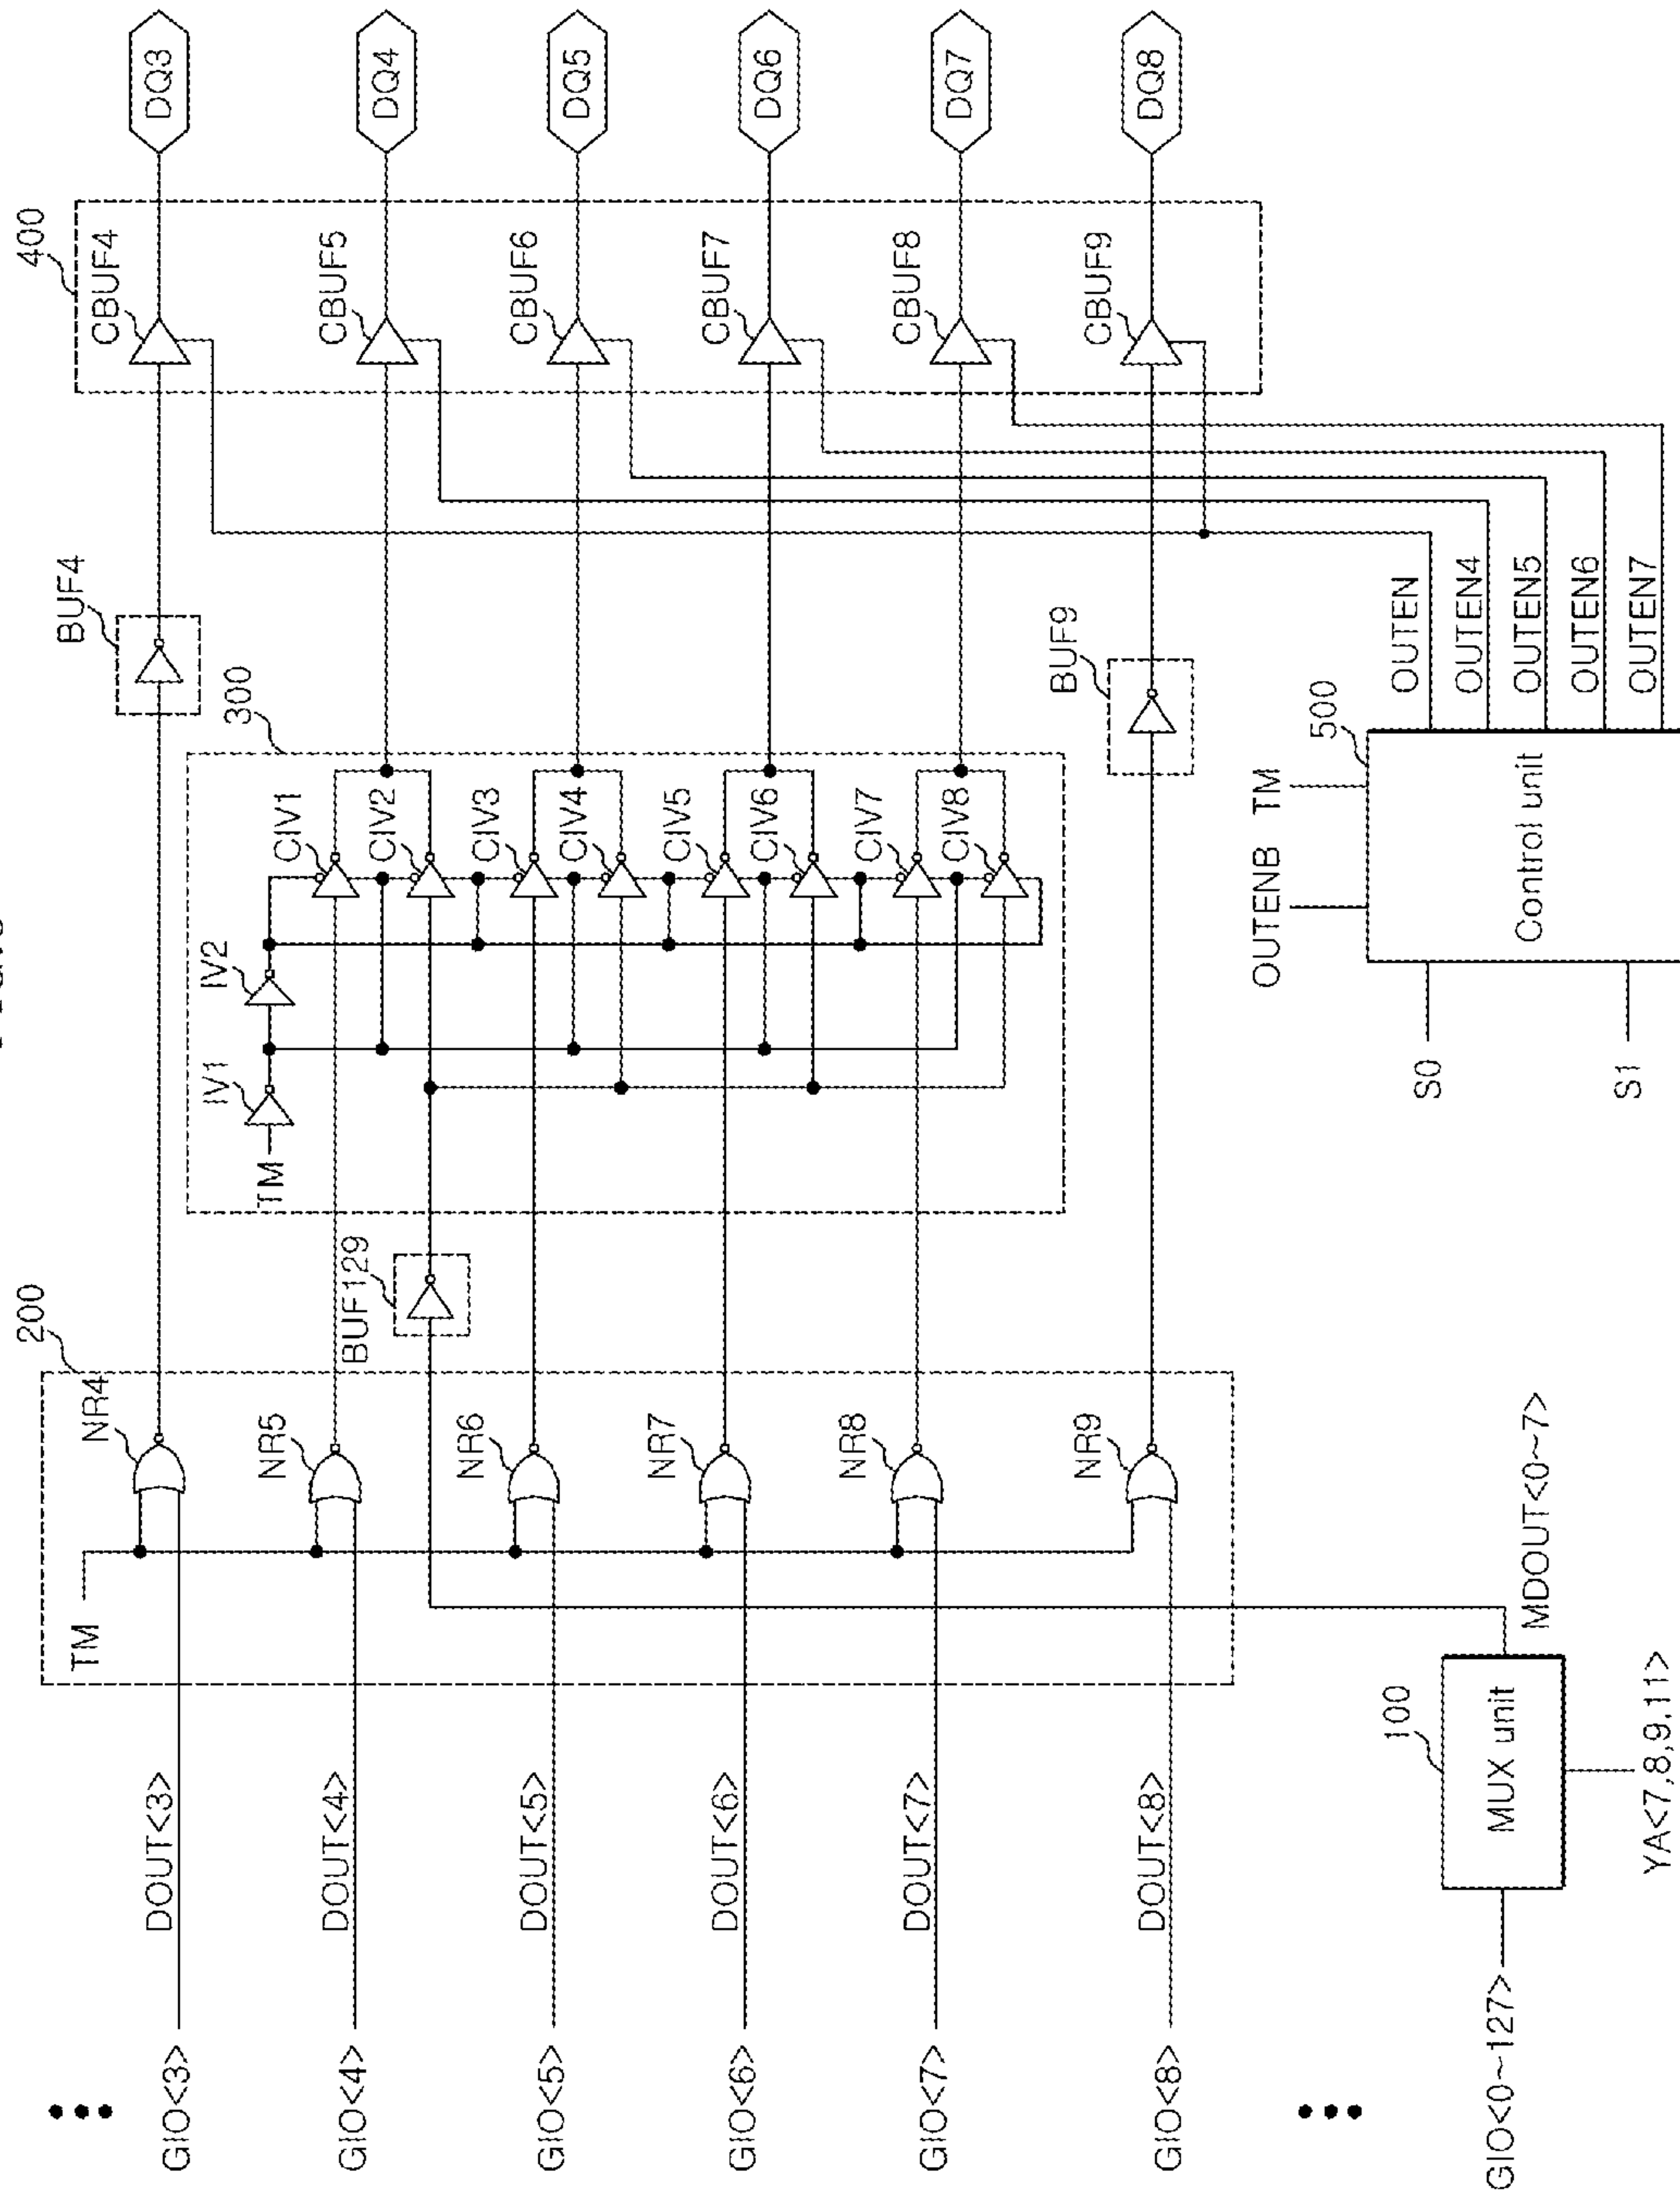 400
CBUF4
DQ3
BUF4
200
NR4
TM
DOUT<3>
GIO<3>
300
IV1
IV2
TM
CIV1
CBUF5
DQ4
NR5
DOUT<4>
GIO<4>
BUF129
CIV2
CIV3
CBUF6
DQ5
NR6
DOUT<5>
GIO<5>
CIV4
CIV5
CBUF7
DQ6
NR7
DOUT<6>
GIO<6>
CIV6
CIV7
CBUF8
DQ7
NR8
DOUT<7>
GIO<7>
CIV8
BUF9
CBUF9
DQ8
NR9
DOUT<8>
GIO<8>
OUTENB
TM
500
Control unit
S0
S1
OUTEN
OUTEN4
OUTEN5
OUTEN6
OUTEN7
100
MUX unit
GIO<0~127>
MDOUT<0~7>
YA<7,8,9.11>